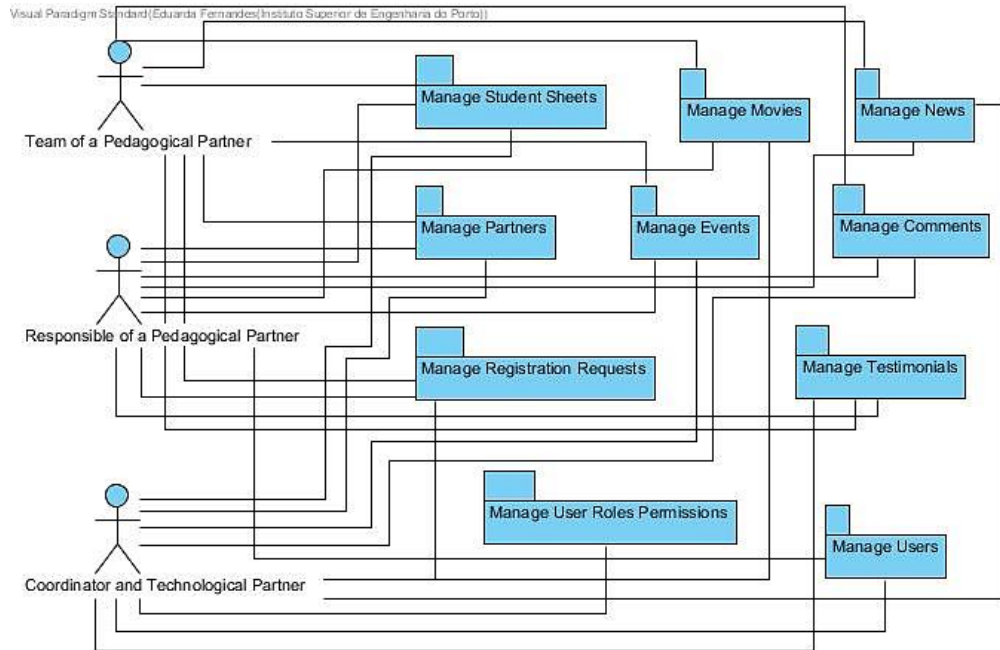 Visual Paradigm Standard(Eduarda Fernandes(Instituto Superior de Engenharia do Porto))
Manage Student Sheets
Manage Movies
Manage News
Team of a Pedagogical Partner
Manage Partners
Manage Events
Manage Comments
Responsible of a Pedagogical Partner
Manage Registration Requests
Manage Testimonials
Manage User Roles Permissions
Manage Users
Coordinator and Technological Partner